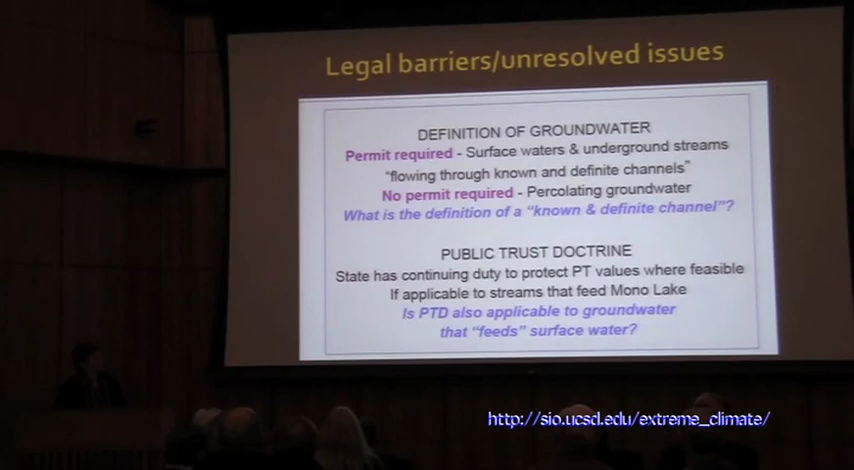 Legal barriers/unresolved issues
DEFINITION OF GROUNDWATER
Permit required - Surface waters & underground streams
"flowing through known and definite channels"
No permit required - Percolating groundwater
What is the definition of a "known & definite channel"?
PUBLIC TRUST DOCTRINE
State has continuing duty to protect PT values where feasible
If applicable to streams that feed Mono Lake
Is PTD also applicable to groundwater
that "feeds" surface water?
http://sio.ucsd.edu/extreme_climate/